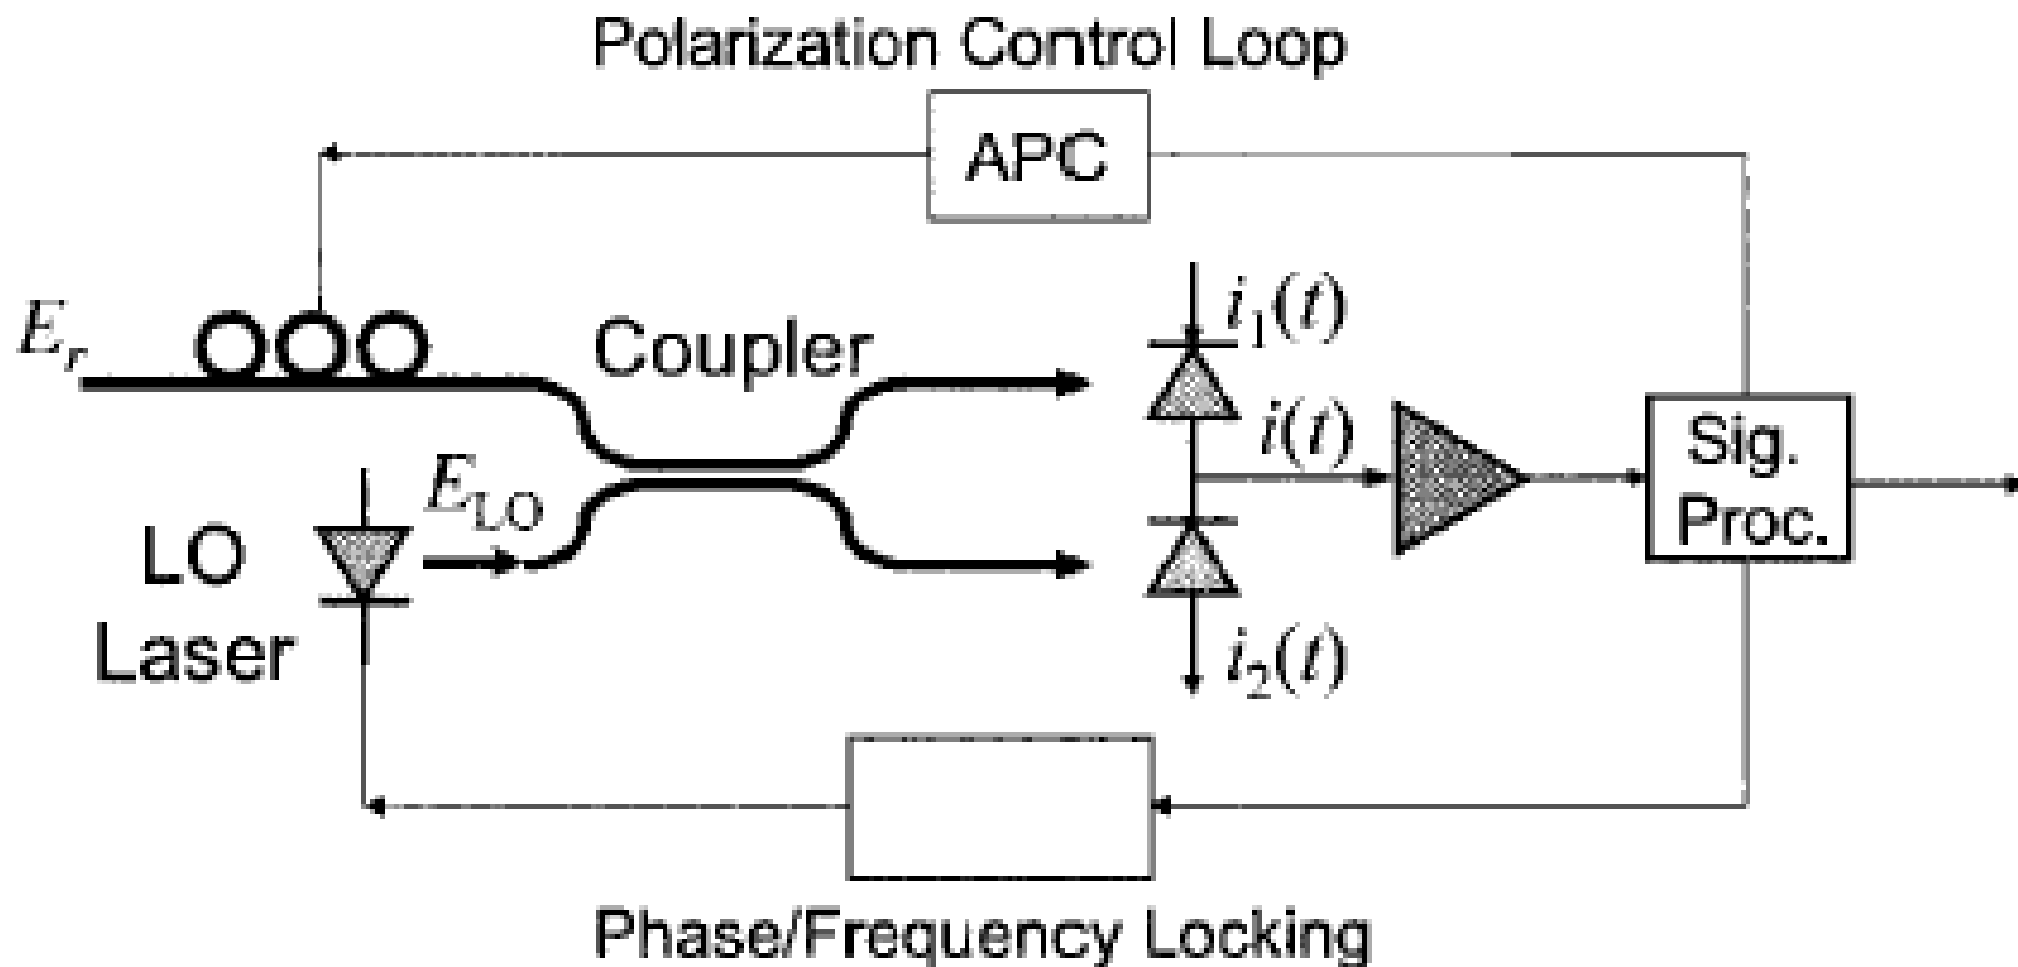 Polarization Control Loop
APC
E_r
Coupler
i_1(t)
i(t)
Sig.
Proc.
E_LO
LO
Laser
i_2(t)
Phase/Frequency Locking